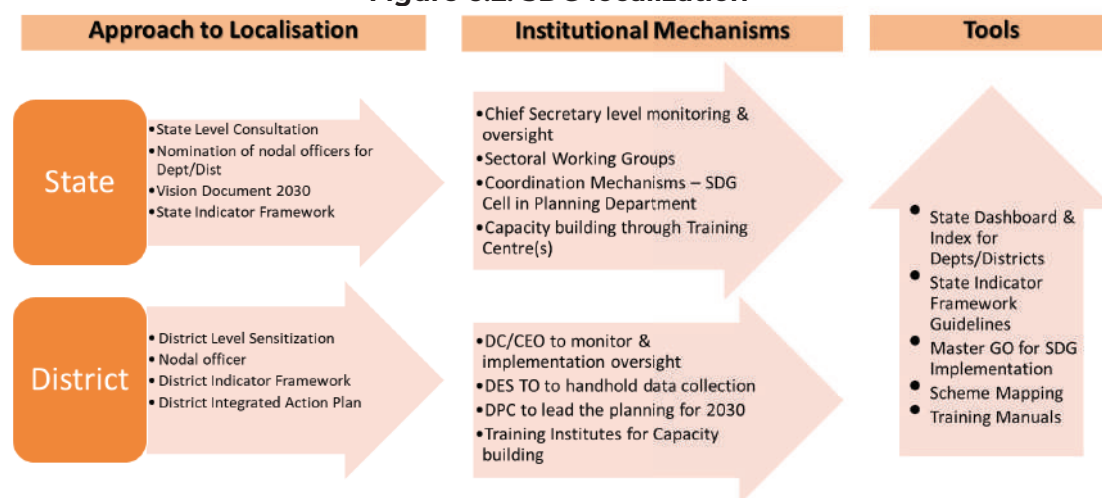 Approach to Localisation
Institutional Mechanisms
Tools
State
•State Level Consultation
•Nomination of nodal officers for
Dept/Dist
•Vision Document 2030
•State Indicator Framework
•Chief Secretary level monitoring &
oversight
•Sectoral Working Groups
•Coordination Mechanisms – SDG
Cell in Planning Department
•Capacity building through Training
Centre(s)
District
• District Level Sensitization
• Nodal officer
• District Indicator Framework
• District Integrated Action Plan
•DC/CEO to monitor &
implementation oversight
•DES TO to handhold data collection
•DPC to lead the planning for 2030
•Training Institutes for Capacity
building
• State Dashboard &
Index for
Depts/Districts
• State Indicator
Framework
Guidelines
• Master GO for SDG
Implementation
• Scheme Mapping
• Training Manuals